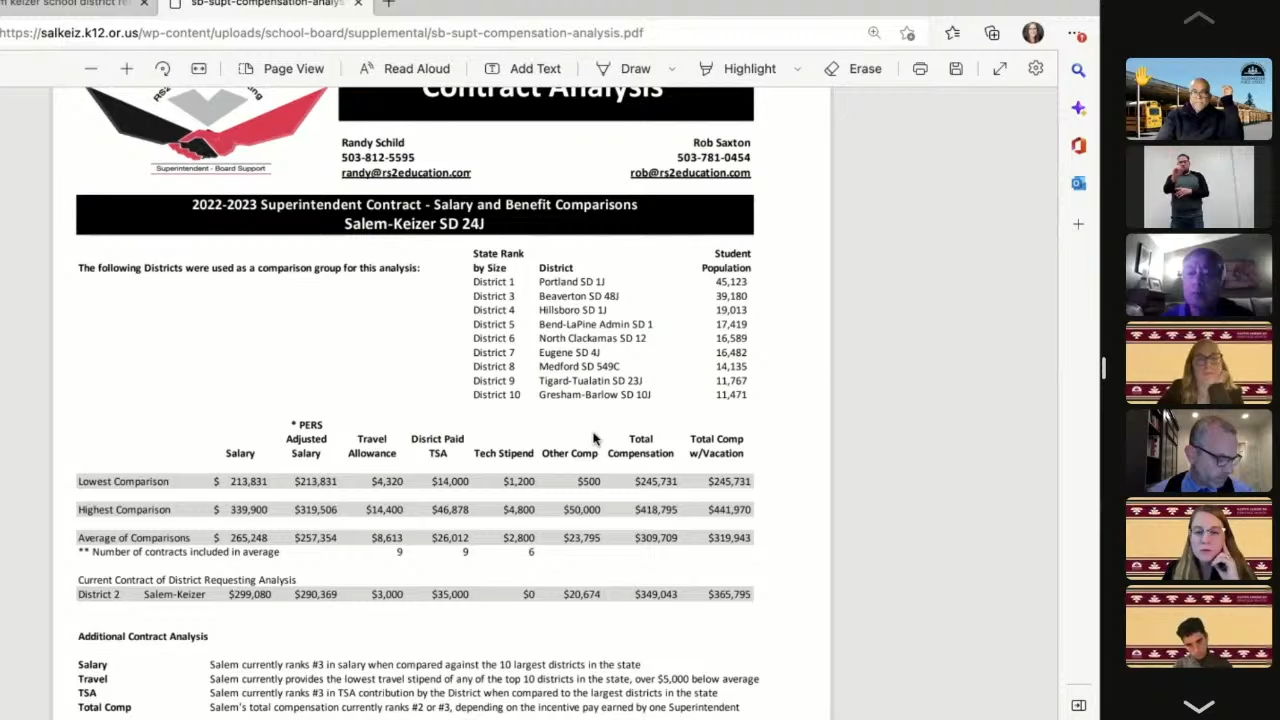 m keizer school district re
sb-supt-compensation-analys
https://salkeiz.k12.or.us/wp-content/uploads/school-board/supplemental/sb-supt-compensation-analysis.pdf
Page View Read Aloud Add Text Draw Highlight Erase
Contract Analysis
Superintendent - Board Support
Randy Schild Rob Saxton
503-812-5595 503-781-0454
randy@rs2education.com rob@rs2education.com
2022-2023 Superintendent Contract - Salary and Benefit Comparisons
Salem-Keizer SD 24J
State Rank Student
The following Districts were used as a comparison group for this analysis: by Size District Population
District 1 Portland SD 1J 45,123
District 3 Beaverton SD 48J 39,180
District 4 Hillsboro SD 1J 19,013
District 5 Bend-LaPine Admin SD 1 17,419
District 6 North Clackamas SD 12 16,589
District 7 Eugene SD 4J 16,482
District 8 Medford SD 549C 14,135
District 9 Tigard-Tualatin SD 23J 11,767
District 10 Gresham-Barlow SD 10J 11,471
* PERS
Adjusted Travel Disrict Paid Total Total Comp
Salary Salary Allowance TSA Tech Stipend Other Comp Compensation w/Vacation
Lowest Comparison $ 213,831 $213,831 $4,320 $14,000 $1,200 $500 $245,731 $245,731
Highest Comparison $ 339,900 $319,506 $14,400 $46,878 $4,800 $50,000 $418,795 $441,970
Average of Comparisons $ 265,248 $257,354 $8,613 $26,012 $2,800 $23,795 $309,709 $319,943
** Number of contracts included in average 9 9 6
Current Contract of District Requesting Analysis
District 2 Salem-Keizer $299,080 $290,369 $3,000 $35,000 $0 $20,674 $349,043 $365,795
Additional Contract Analysis
Salary Salem currently ranks #3 in salary when compared against the 10 largest districts in the state
Travel Salem currently provides the lowest travel stipend of any of the top 10 districts in the state, over $5,000 below average
TSA Salem currently ranks #3 in TSA contribution by the District when compared to the largest districts in the state
Total Comp Salem's total compensation currently ranks #2 or #3, depending on the incentive pay earned by one Superintendent